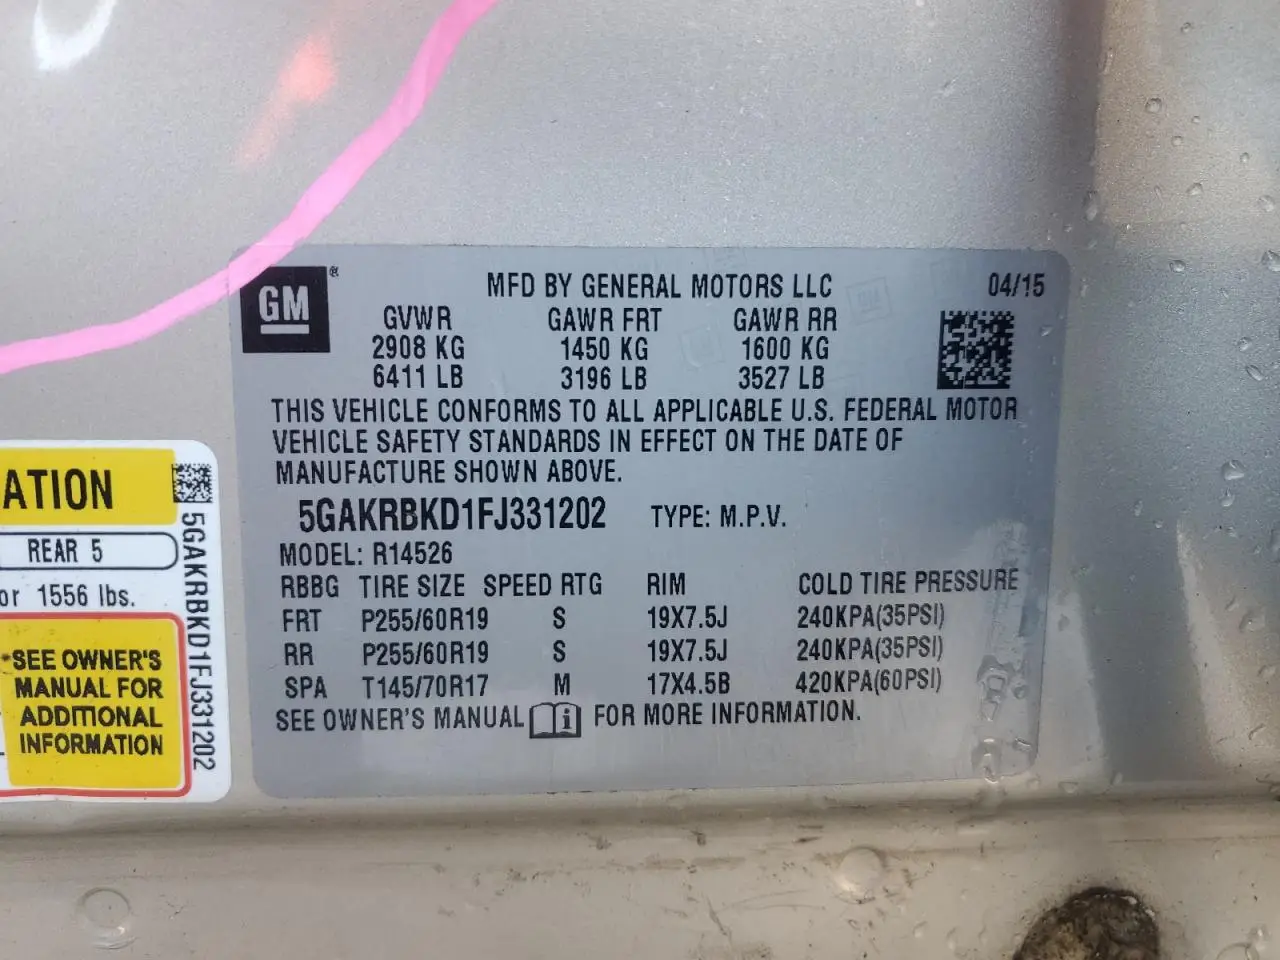 GM
®
MFD BY GENERAL MOTORS LLC 04/15
GVWR GAWR FRT GAWR RR
2908 KG 1450 KG 1600 KG
6411 LB 3196 LB 3527 LB
THIS VEHICLE CONFORMS TO ALL APPLICABLE U.S. FEDERAL MOTOR
VEHICLE SAFETY STANDARDS IN EFFECT ON THE DATE OF
MANUFACTURE SHOWN ABOVE.
5GAKRBKD1FJ331202 TYPE: M.P.V.
MODEL: R14526
RBBG TIRE SIZE SPEED RTG RIM COLD TIRE PRESSURE
FRT P255/60R19 S 19X7.5J 240KPA(35PSI)
RR P255/60R19 S 19X7.5J 240KPA(35PSI)
SPA T145/70R17 M 17X4.5B 420KPA(60PSI)
SEE OWNER'S MANUAL i FOR MORE INFORMATION.
ATION
REAR 5
or 1556 lbs.
SEE OWNER'S
MANUAL FOR
ADDITIONAL
INFORMATION
5GAKRBKD1FJ331202